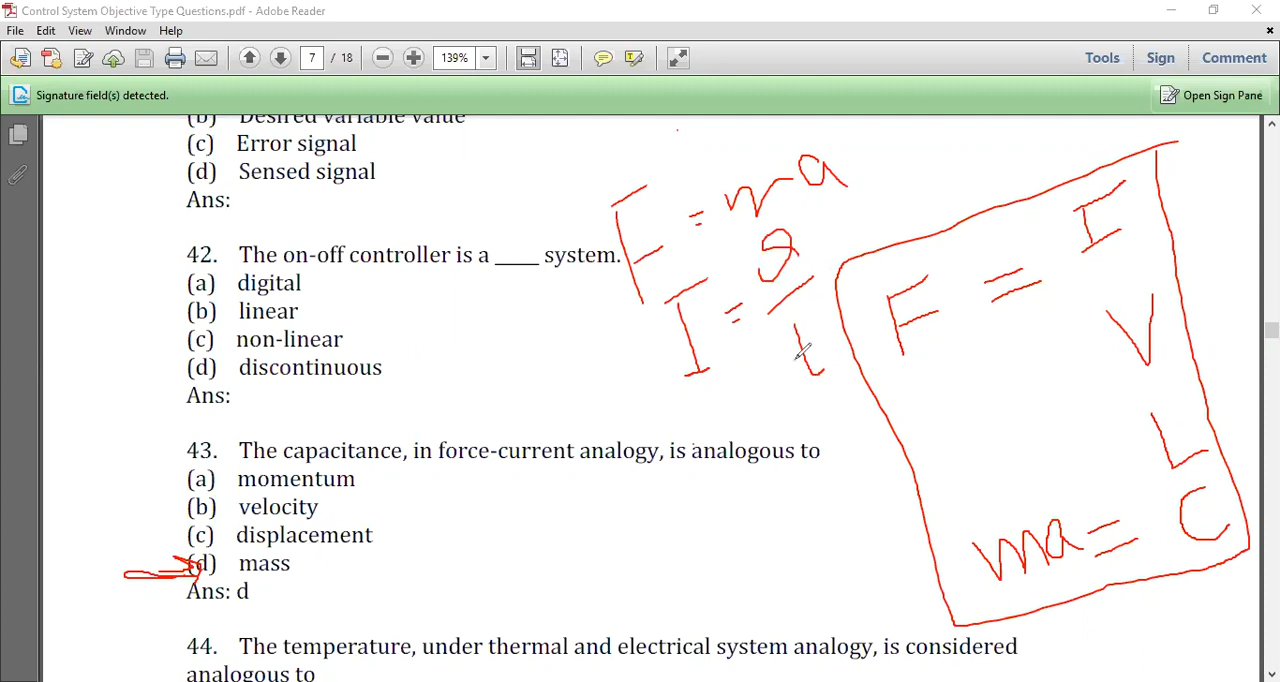 Control System Objective Type Questions.pdf - Adobe Reader
File Edit View Window Help
7 / 18 139% Tools Sign Comment
Signature field(s) detected. Open Sign Pane
(b) Desired variable value
(c) Error signal
(d) Sensed signal
Ans:
42. The on-off controller is a _____ system.
(a) digital
(b) linear
(c) non-linear
(d) discontinuous
Ans:
43. The capacitance, in force-current analogy, is analogous to
(a) momentum
(b) velocity
(c) displacement
(d) mass
Ans: d
44. The temperature, under thermal and electrical system analogy, is considered
analogous to
F = ma
F = I
V
L
ma = C